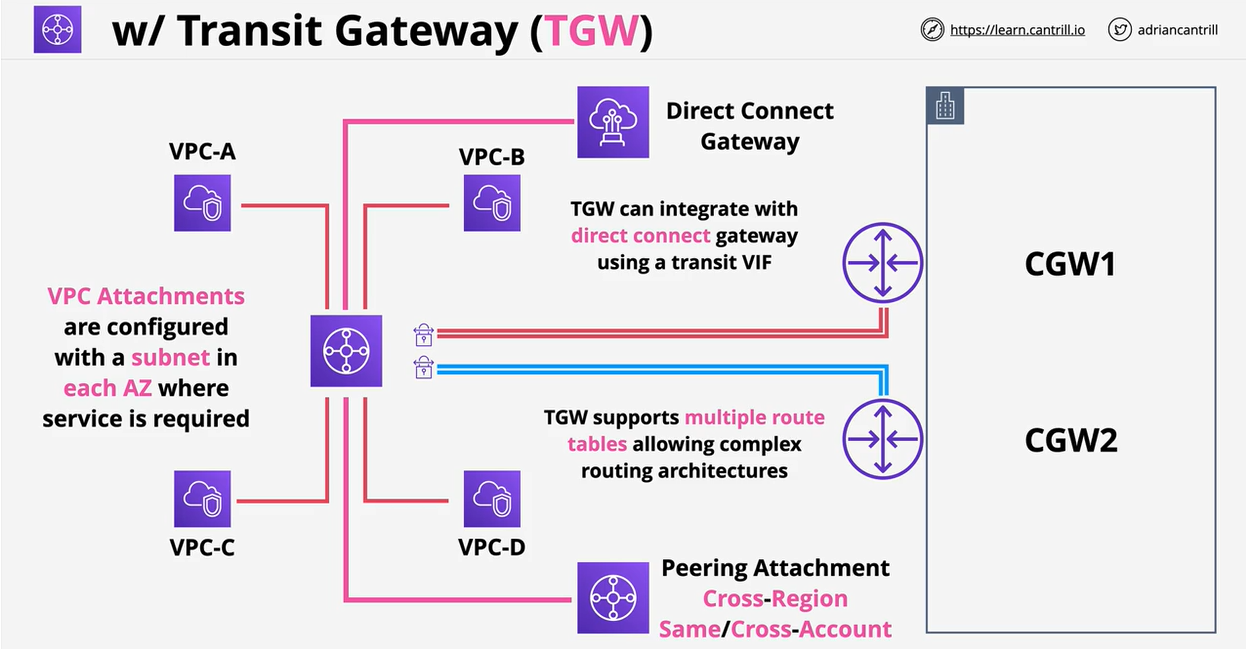 w/ Transit Gateway (TGW)
https://learn.cantrill.io
adriancantrill
Direct Connect
Gateway
VPC-A
VPC-B
TGW can integrate with
direct connect gateway
using a transit VIF
CGW1
VPC Attachments
are configured
with a subnet in
each AZ where
service is required
TGW supports multiple route
tables allowing complex
routing architectures
CGW2
VPC-C
VPC-D
Peering Attachment
Cross-Region
Same/Cross-Account